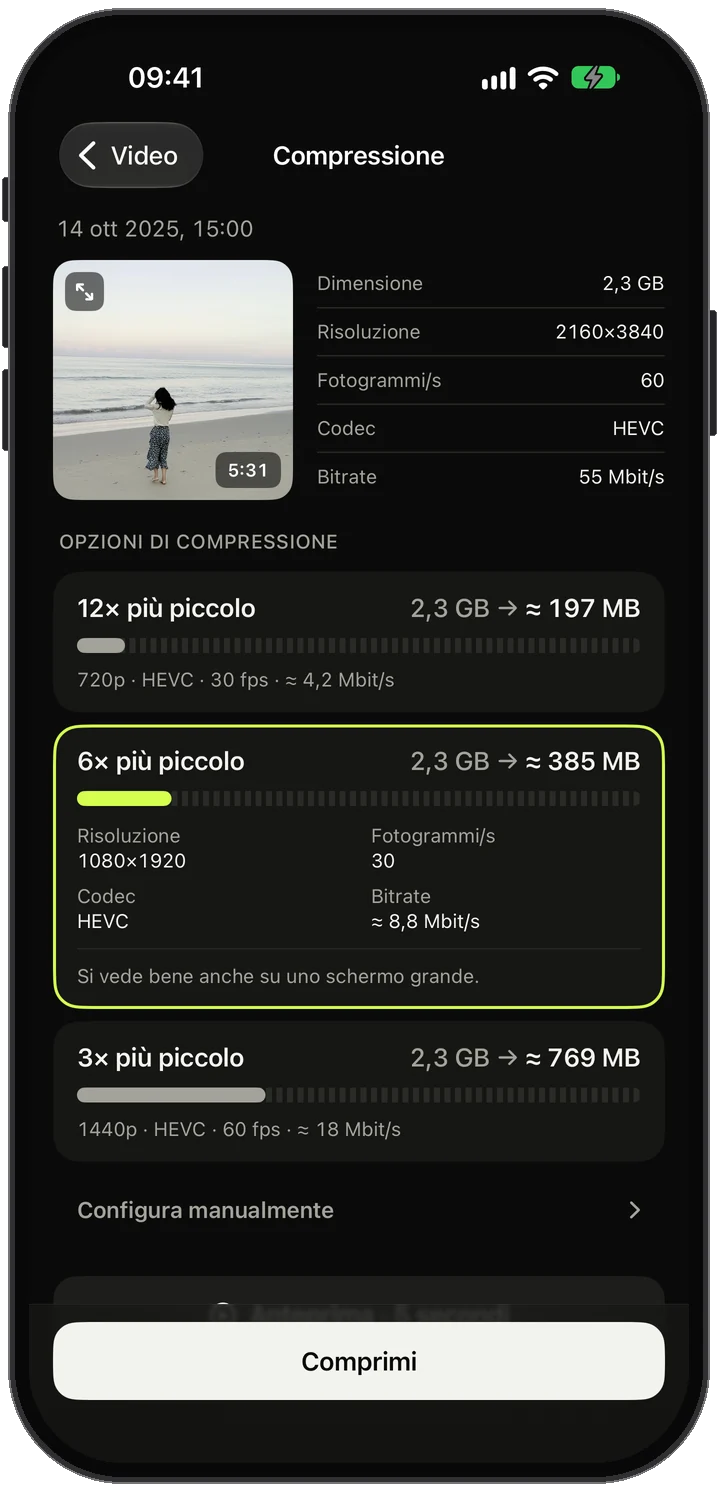 09:41
Video
Compressione
14 ott 2025, 15:00
5:31
Dimensione 2,3 GB
Risoluzione 2160×3840
Fotogrammi/s 60
Codec HEVC
Bitrate 55 Mbit/s
OPZIONI DI COMPRESSIONE
12× più piccolo 2,3 GB → ≈ 197 MB
720p · HEVC · 30 fps · ≈ 4,2 Mbit/s
6× più piccolo 2,3 GB → ≈ 385 MB
Risoluzione Fotogrammi/s
1080×1920 30
Codec Bitrate
HEVC ≈ 8,8 Mbit/s
Si vede bene anche su uno schermo grande.
3× più piccolo 2,3 GB → ≈ 769 MB
1440p · HEVC · 60 fps · ≈ 18 Mbit/s
Configura manualmente
Comprimi